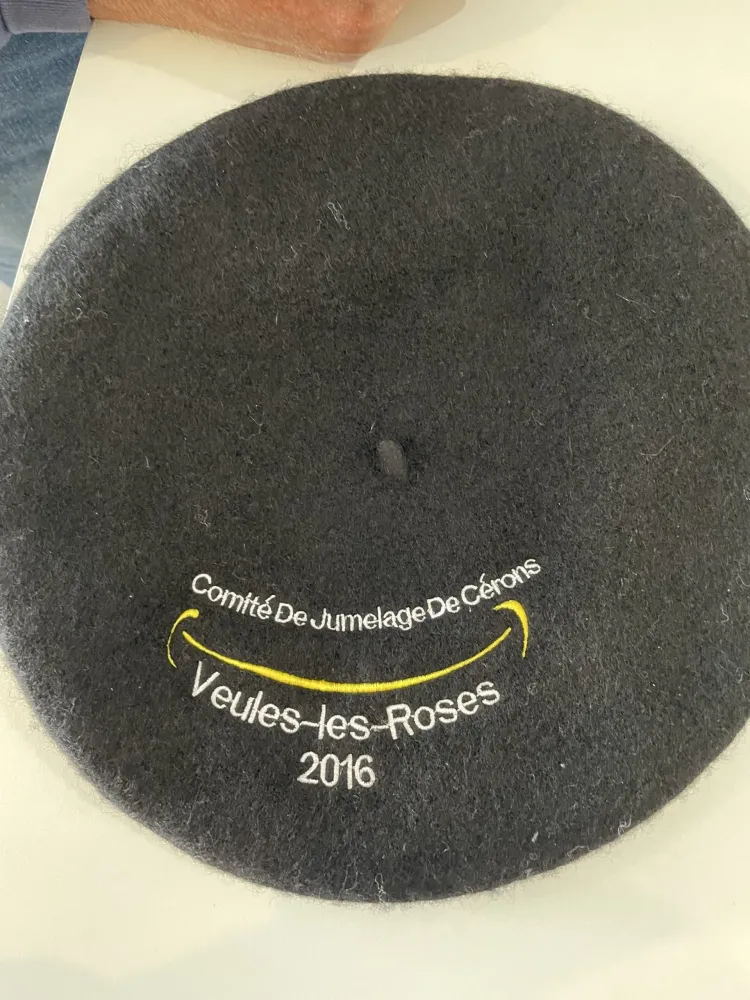 Comité De Jumelage De Cérons
Veules-les-Roses
2016